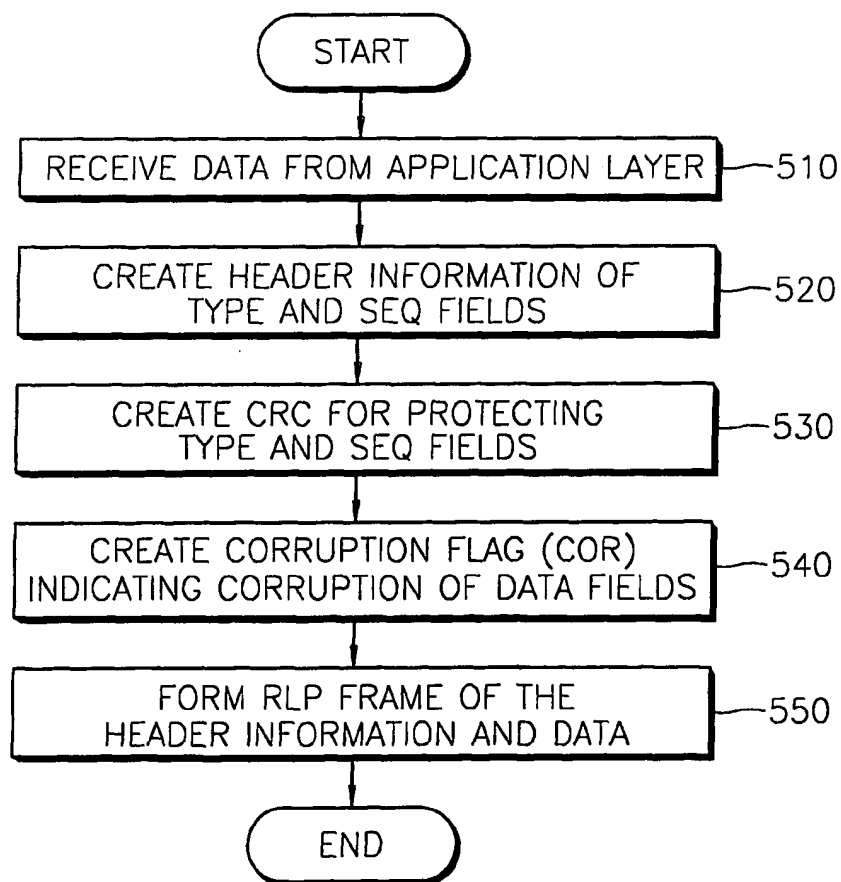 START
RECEIVE DATA FROM APPLICATION LAYER
510
CREATE HEADER INFORMATION OF
TYPE AND SEQ FIELDS
520
CREATE CRC FOR PROTECTING
TYPE AND SEQ FIELDS
530
CREATE CORRUPTION FLAG (COR)
INDICATING CORRUPTION OF DATA FIELDS
540
FORM RLP FRAME OF THE
HEADER INFORMATION AND DATA
550
END